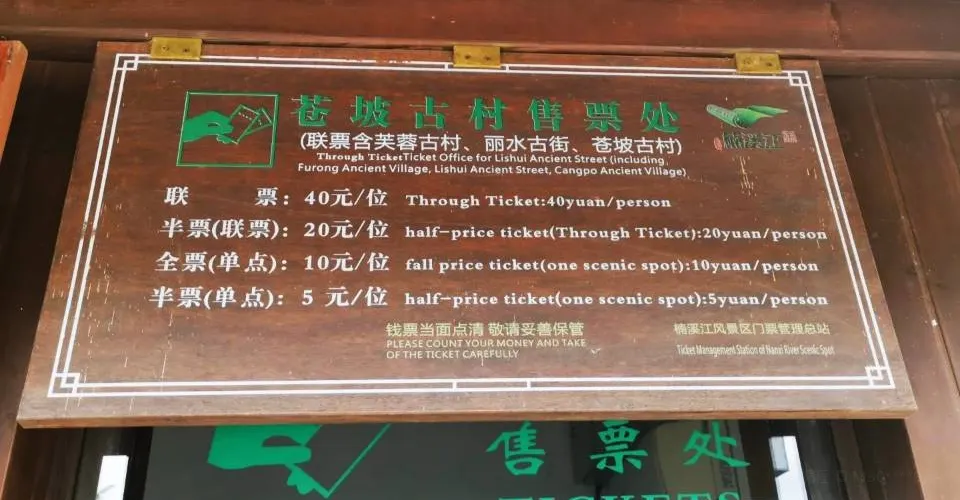 苍坡古村售票处
(联票含芙蓉古村、丽水古街、苍坡古村)
Through TicketTicket Office for Lishui Ancient Street (including,
Furong Ancient Village, Lishui Ancient Street, Cangpo Ancient Village)
楠溪江
联 票: 40元/位 Through Ticket:40yuan/person
半票(联票): 20元/位 half-price ticket(Through Ticket):20yuan/person
全票(单点): 10元/位 fall price ticket(one scenic spot):10yuan/person
半票(单点): 5 元/位 half-price ticket(one scenic spot):5yuan/person
钱票当面点清 敬请妥善保管
PLEASE COUNT YOUR MONEY AND TAKE
OF THE TICKET CAREFULLY
楠溪江风景区门票管理总站
Ticket Management Station of Nanxi River Scenic Spot
售票处
TICKETS